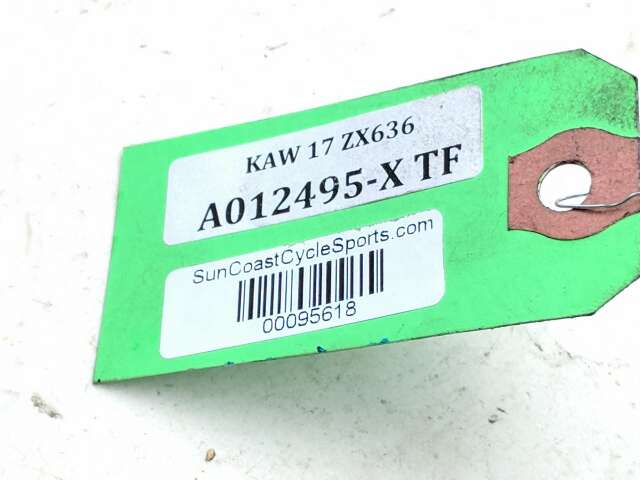 KAW 17 ZX636
A012495-X TF
SunCoastCycleSports.com
00095618